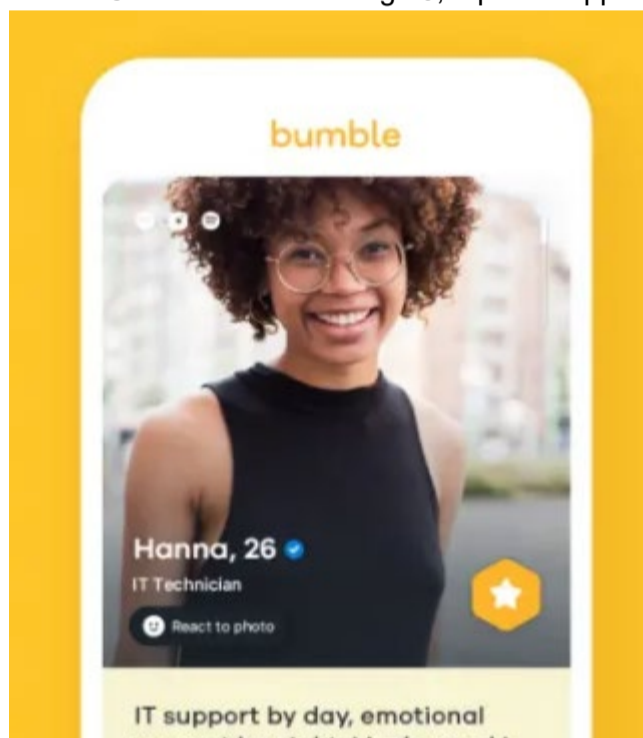 bumble
Hanna, 26
IT Technician
React to photo
IT support by day, emotional